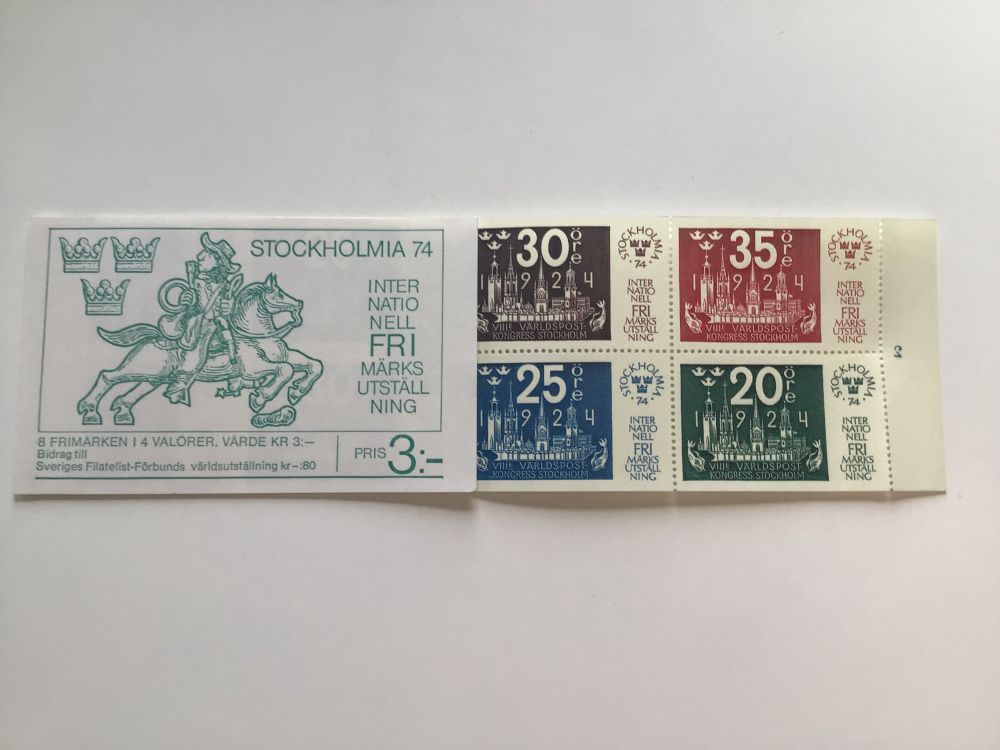 STOCKHOLMIA 74
INTER
NATIO
NELL
FRI
MÄRKS
UTSTÄLL
NING
8 FRIMÄRKEN I 4 VALÖRER. VÄRDE KR 3:—
Bidrag till
Sveriges Filatelist-Förbunds världsutställning kr -:80
PRIS 3:-
30 öre
1924
VIII: VÄRLDSPOST-
KONGRESS STOCKHOLM
STOCKHOLMIA
·74·
INTER
NATIO
NELL
FRI
MÄRKS
UTSTÄLL
NING
35 öre
1924
VIII: VÄRLDSPOST-
KONGRESS STOCKHOLM
STOCKHOLMIA
·74·
INTER
NATIO
NELL
FRI
MÄRKS
UTSTÄLL
NING
25 öre
1924
VIII: VÄRLDSPOST-
KONGRESS STOCKHOLM
STOCKHOLMIA
·74·
INTER
NATIO
NELL
FRI
MÄRKS
UTSTÄLL
NING
20 öre
1924
VIII: VÄRLDSPOST-
KONGRESS STOCKHOLM
STOCKHOLMIA
·74·
INTER
NATIO
NELL
FRI
MÄRKS
UTSTÄLL
NING
2